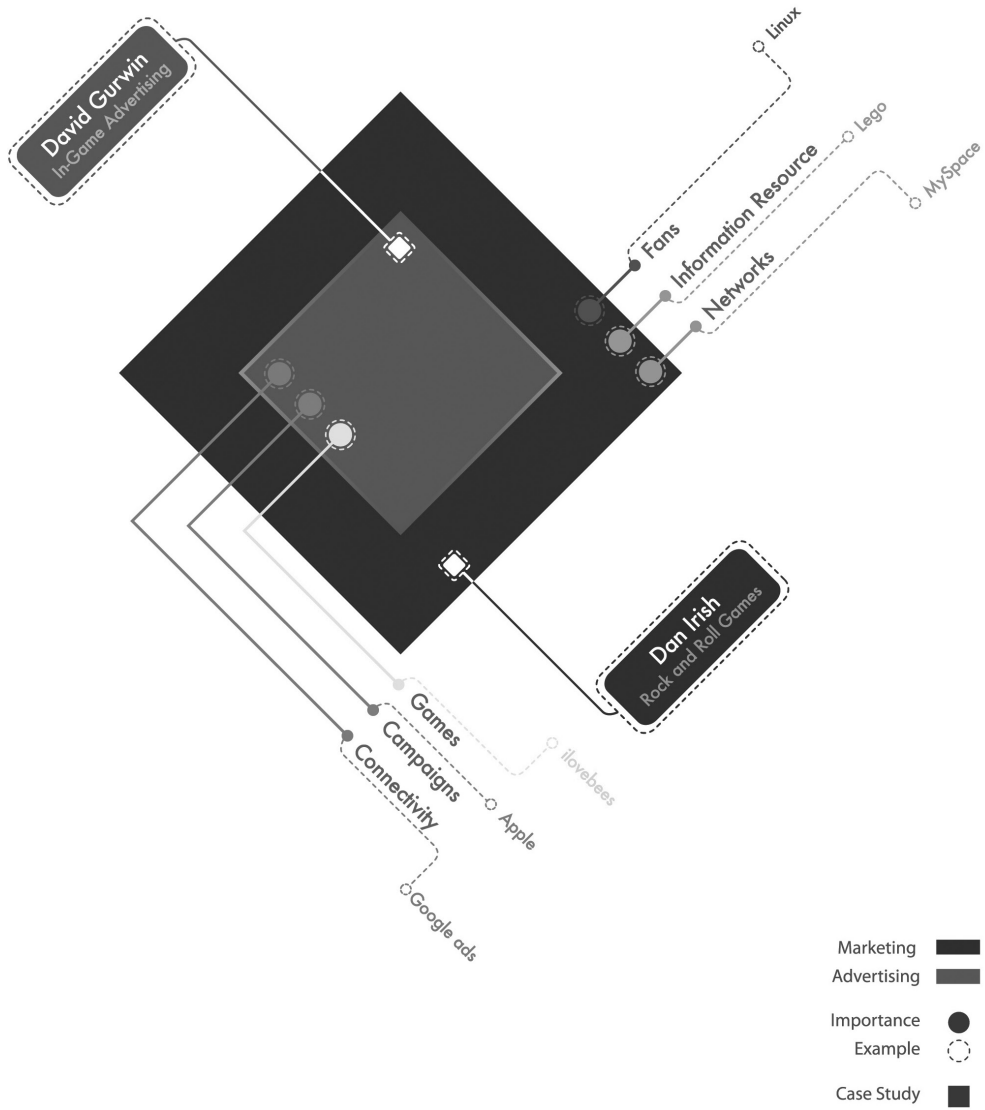 David Gurwin
In-Game Advertising
Linux
Lego
MySpace
Fans
Information Resource
Networks
Dan Irish
Rock and Roll Games
Games
Campaigns
Connectivity
ilovebees
Apple
Google ads
Marketing
Advertising
Importance
Example
Case Study